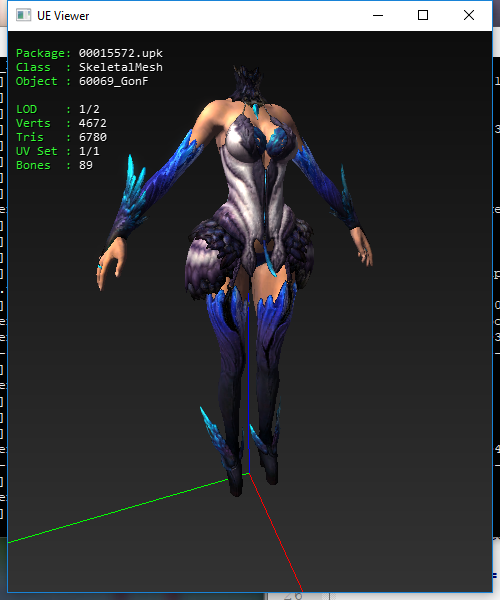 UE Viewer
Package: 00015572.upk
Class : SkeletalMesh
Object : 60069_GonF
LOD : 1/2
Verts : 4672
Tris : 6780
UV Set : 1/1
Bones : 89